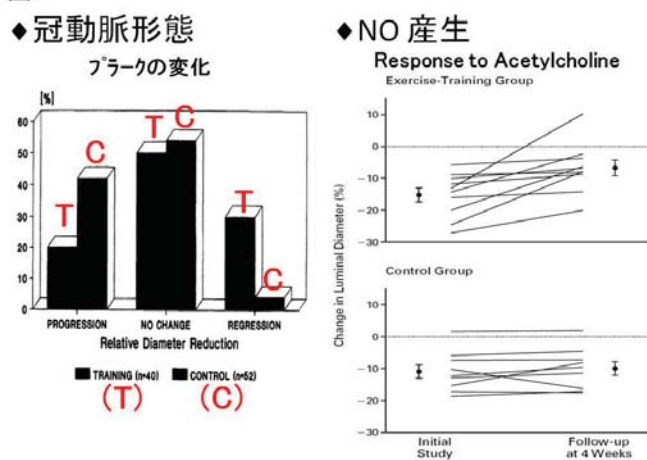 ◆冠動脈形態
プラークの変化
[%]
60
50
40
30
20
10
0
T
C
T
C
T
C
PROGRESSION
NO CHANGE
REGRESSION
Relative Diameter Reduction
TRAINING (n=40)
CONTROL (n=52)
(T)
(C)
◆NO 産生
Response to Acetylcholine
Exercise-Training Group
10
0
−10
−20
−30
Change in Luminal Diameter (%)
Control Group
10
0
−10
−20
−30
Initial
Study
Follow-up
at 4 Weeks